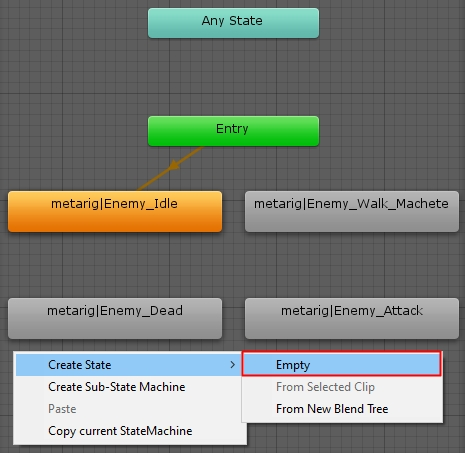 Any State
Entry
metarig|Enemy_Idle
metarig|Enemy_Walk_Machete
metarig|Enemy_Dead
metarig|Enemy_Attack
Create State
Create Sub-State Machine
Paste
Copy current StateMachine
Empty
From Selected Clip
From New Blend Tree